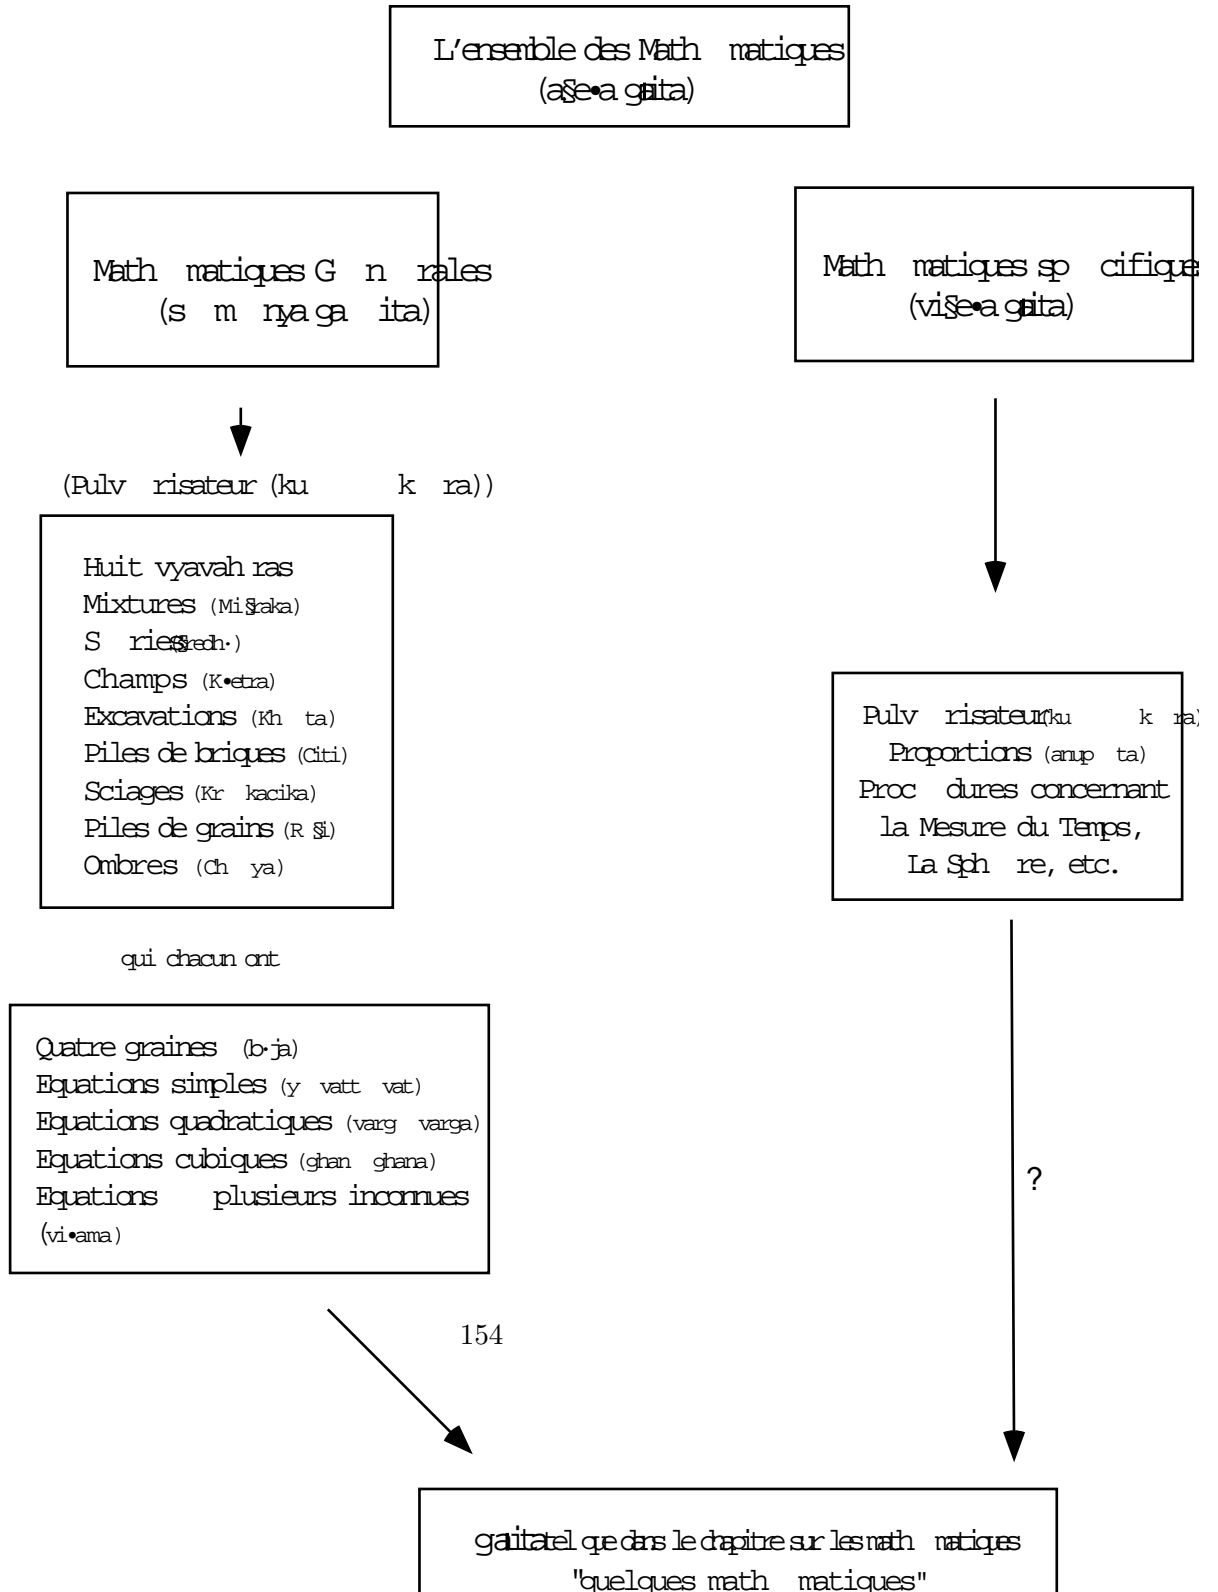 L'ensemble des Math matiques
(a§e•a gaita)
Math matiques G n rales
(s m nya ga ita)
Math matiques sp cifique
(vi§e•a gaita)
(Pulv risateur (ku k ra))
Huit vyavah ras
Mixtures (Mi§raka)
S ries (§redh·)
Champs (K•etra)
Excavations (Kh ta)
Piles de briques (Citi)
Sciages (Kr kacika)
Piles de grains (R §i)
Ombres (Ch ya)
qui chacun ont
Quatre graines (b·ja)
Equations simples (y vatt vat)
Equations quadratiques (varg varga)
Equations cubiques (ghan ghana)
Equations plusieurs inconnues
(vi•ama)
Pulv risateur (ku k ra)
Proportions (anup ta)
Proc dures concernant
la Mesure du Temps,
La Sph re, etc.
?
154
gaita tel que dans le chapitre sur les math matiques
"quelques math matiques"